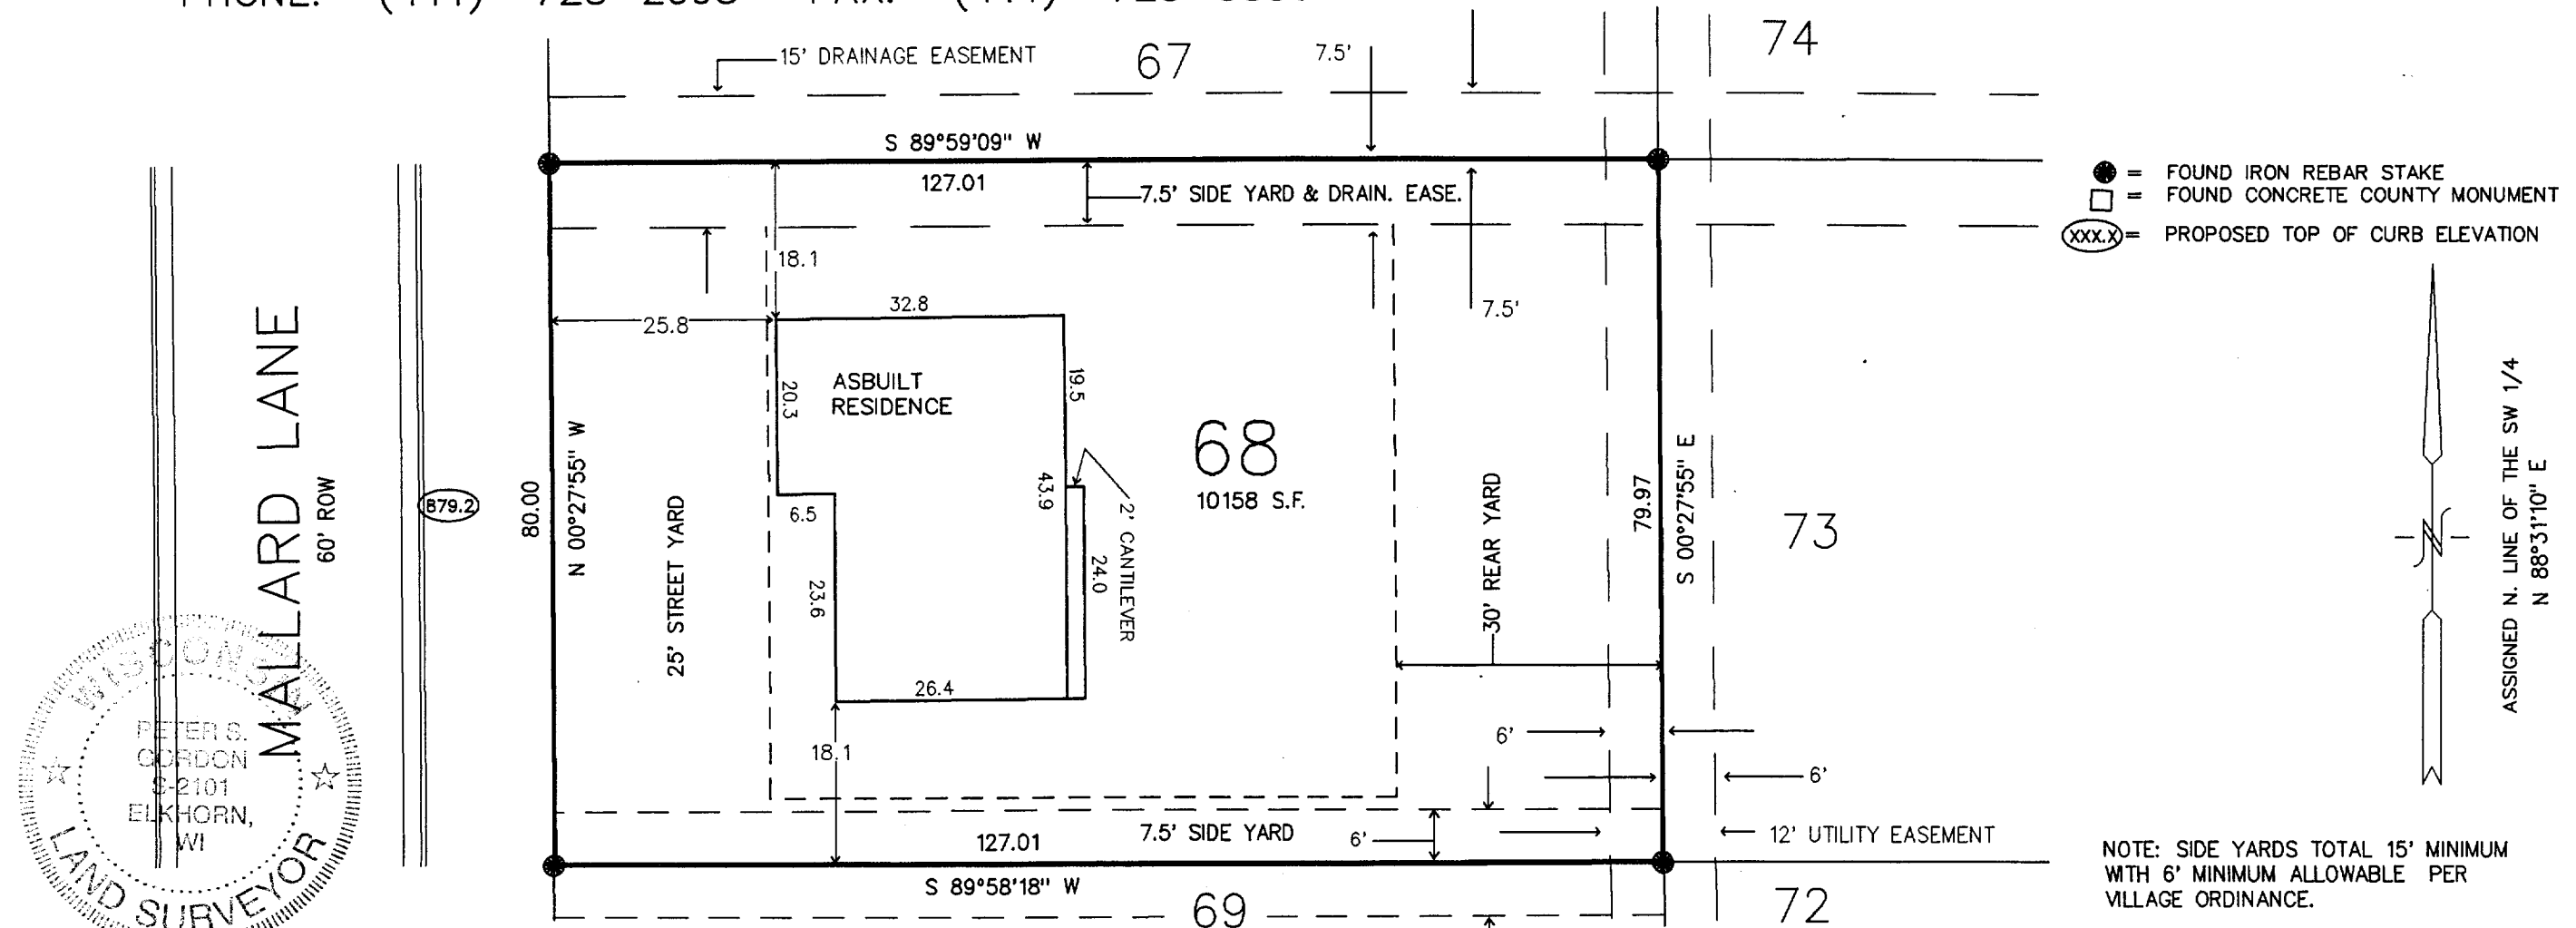 15' DRAINAGE EASEMENT
67
7.5'
74
S 89°59'09" W
127.01
7.5' SIDE YARD & DRAIN. EASE.
= FOUND IRON REBAR STAKE
= FOUND CONCRETE COUNTY MONUMENT
XXX.X = PROPOSED TOP OF CURB ELEVATION
18.1
25.8
32.8
7.5'
MALLARD LANE
60' ROW
879.2
80.00
N 00°27'55" W
25' STREET YARD
20.3
ASBUILT
RESIDENCE
19.5
6.5
43.9
23.6
2' CANTILEVER
24.0
26.4
18.1
68
10158 S.F.
30' REAR YARD
79.97
S 00°27'55" E
73
ASSIGNED N. LINE OF THE SW 1/4
N 88°31'10" E
N
6'
6'
127.01
7.5' SIDE YARD
6'
12' UTILITY EASEMENT
S 89°58'18" W
69
72
NOTE: SIDE YARDS TOTAL 15' MINIMUM
WITH 6' MINIMUM ALLOWABLE PER
VILLAGE ORDINANCE.
WISCONSIN
PETER S.
GORDON
S-2101
ELKHORN,
WI
LAND SURVEYOR